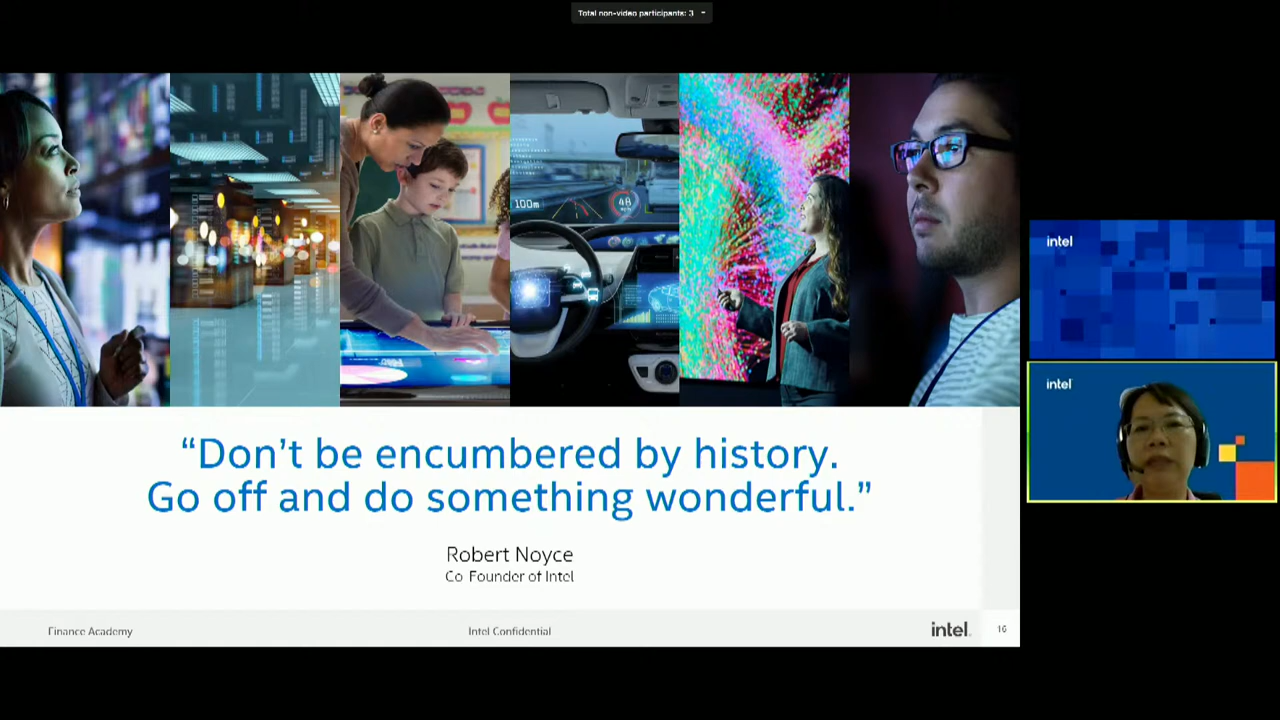 Total non-video participants: 3
100m
48
intel
intel
“Don’t be encumbered by history.
Go off and do something wonderful.”
Robert Noyce
Co Founder of Intel
Finance Academy
Intel Confidential
intel.
16